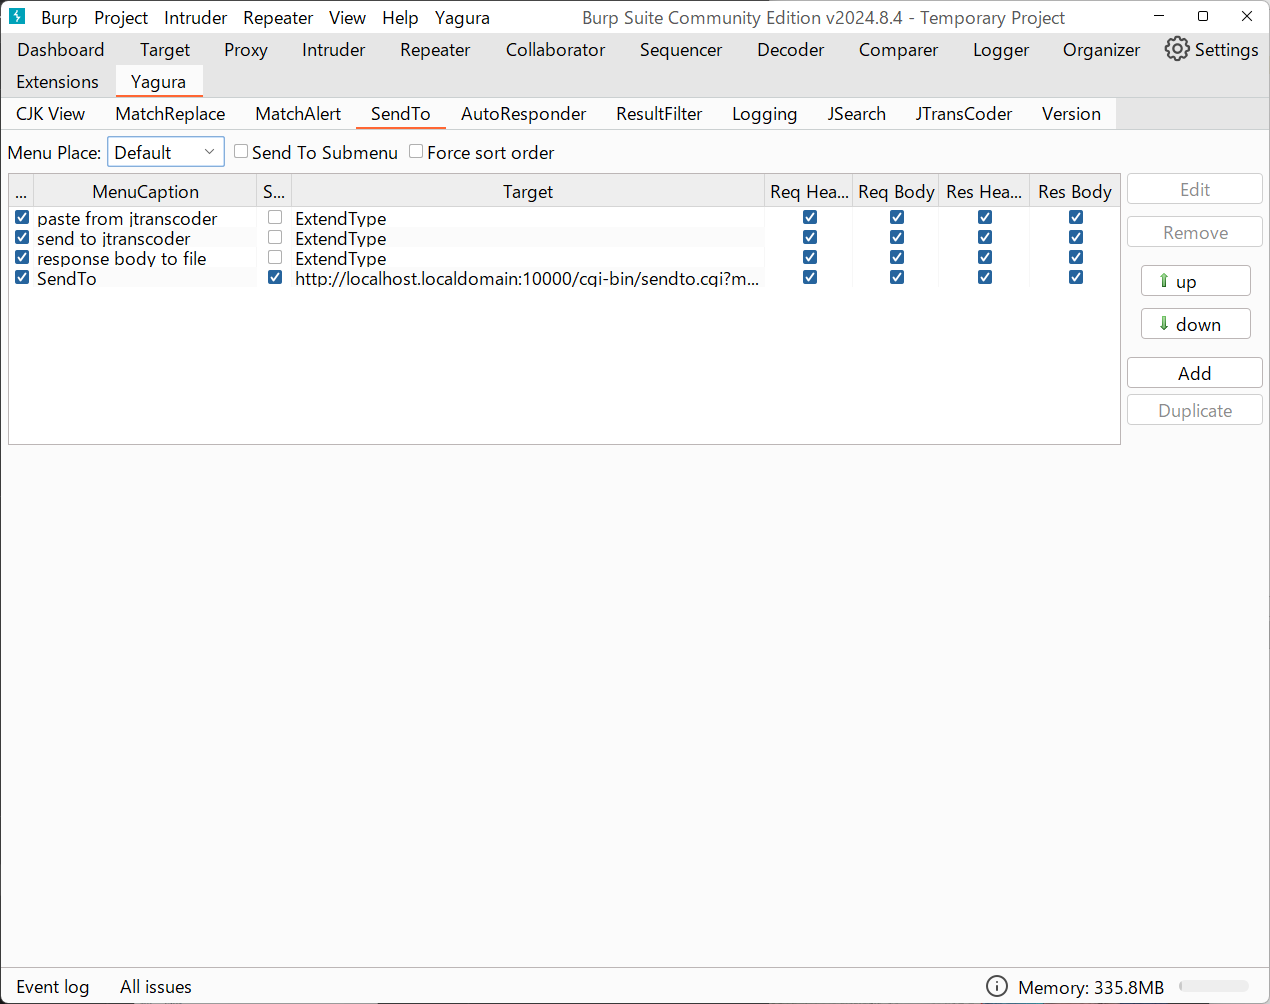 Burp Project Intruder Repeater View Help Yagura Burp Suite Community Edition v2024.8.4 - Temporary Project
Dashboard Target Proxy Intruder Repeater Collaborator Sequencer Decoder Comparer Logger Organizer Settings
Extensions Yagura
CJK View MatchReplace MatchAlert SendTo AutoResponder ResultFilter Logging JSearch JTransCoder Version
Menu Place: Default Send To Submenu Force sort order
... MenuCaption S... Target Req Hea... Req Body Res Hea... Res Body
paste from jtranscoder ExtendType
send to jtranscoder ExtendType
response body to file ExtendType
SendTo http://localhost.localdomain:10000/cgi-bin/sendto.cgi?m...
Edit
Remove
up
down
Add
Duplicate
Event log All issues Memory: 335.8MB